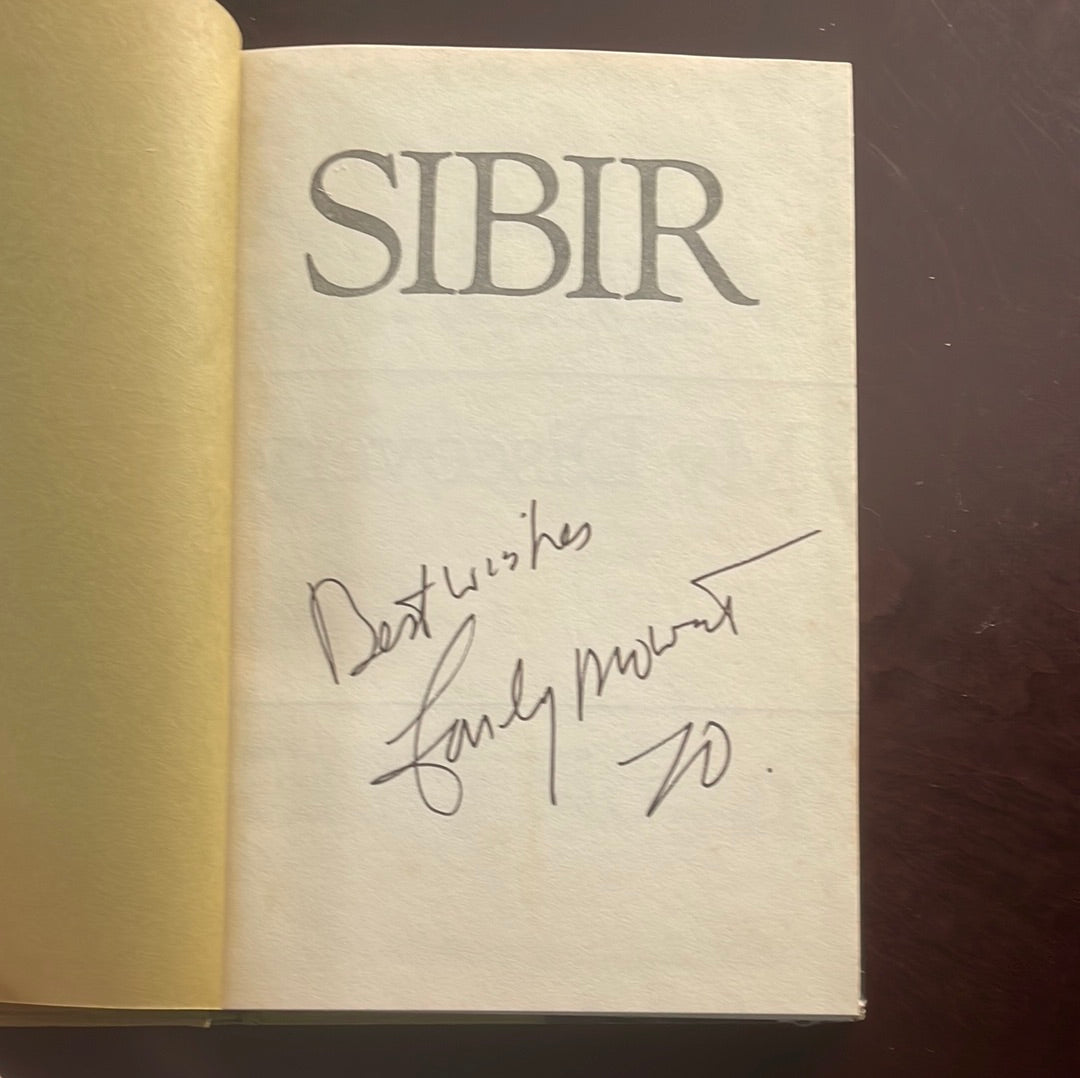 SIBIR
Best wishes
Farley Mowat
70.